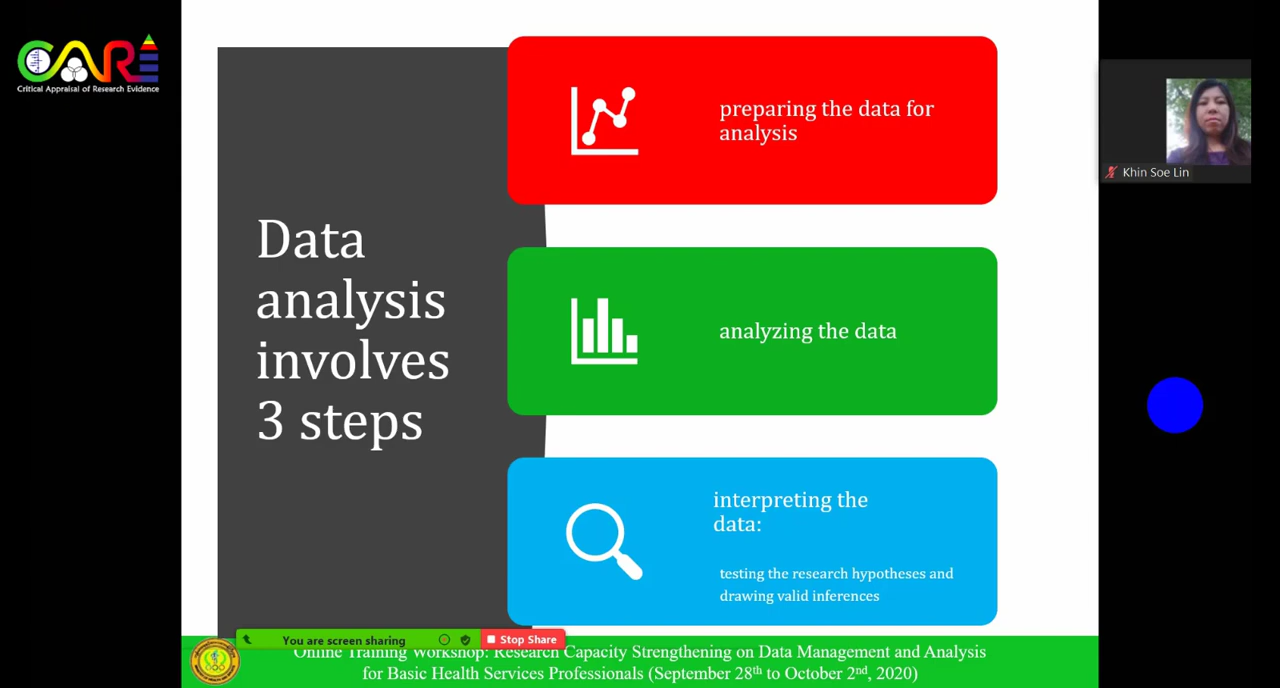 CARE
Critical Appraisal of Research Evidence
Data
analysis
involves
3 steps
preparing the data for
analysis
analyzing the data
interpreting the
data:
testing the research hypotheses and
drawing valid inferences
Khin Soe Lin
You are screen sharing
Stop Share
Online Training Workshop: Research Capacity Strengthening on Data Management and Analysis
for Basic Health Services Professionals (September 28th to October 2nd, 2020)